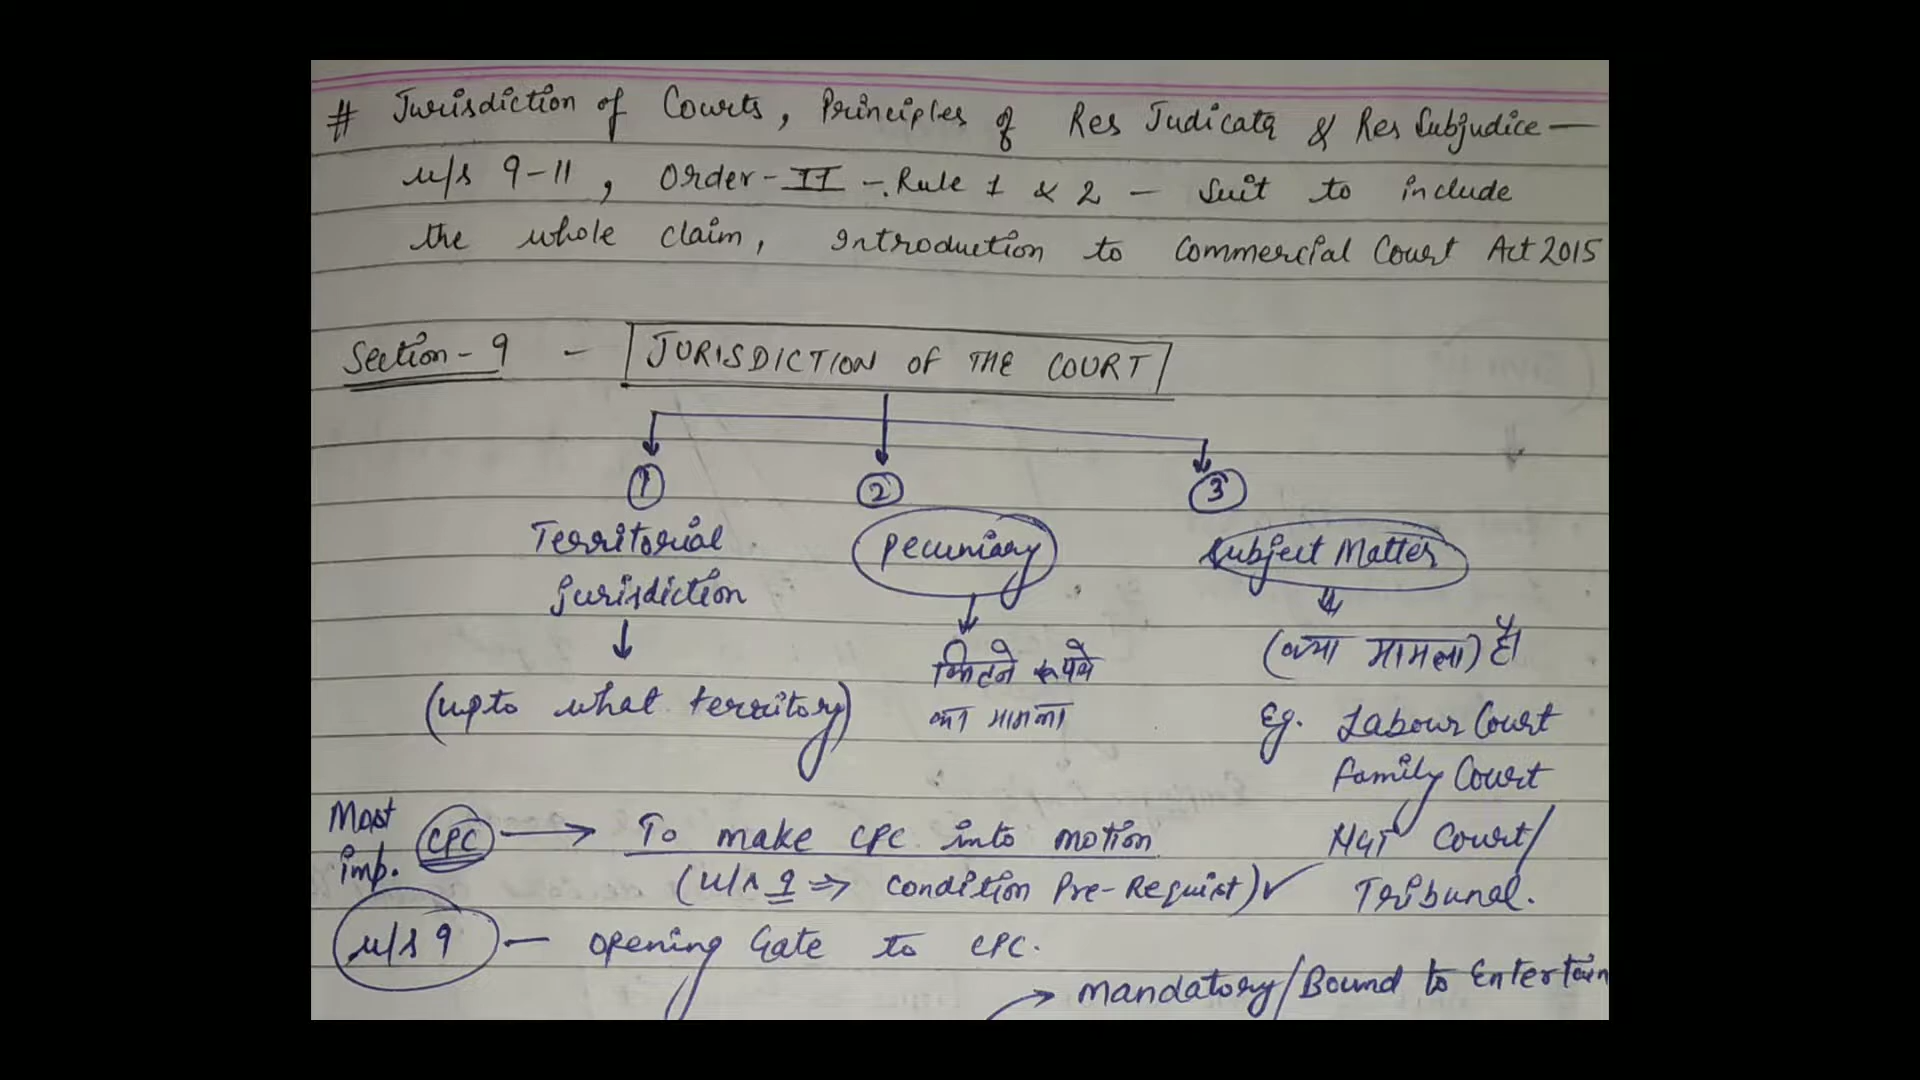 # Jurisdiction of Courts, Principles of Res Judicata & Res Subjudice —
u/s 9-11, Order-II -. Rule 1 & 2 - Suit to include
the whole claim, Introduction to Commercial Court Act 2015
Section-9 - JURISDICTION OF THE COURT
1 2 3
Territorial Jurisdiction
(upto what territory)
Pecuniary
कितने रूपये
का मामला
Subject Matter
(क्या मामला) है।
Eg. Labour Court
Family Court
Court/
Tribunal.
Most imp. CPC → To make CPC into motion
(u/s 9 ⇒ condition Pre-Requist) ✓
u/s 9 — opening Gate to CPC.
→ Mandatory/Bound to Entertain